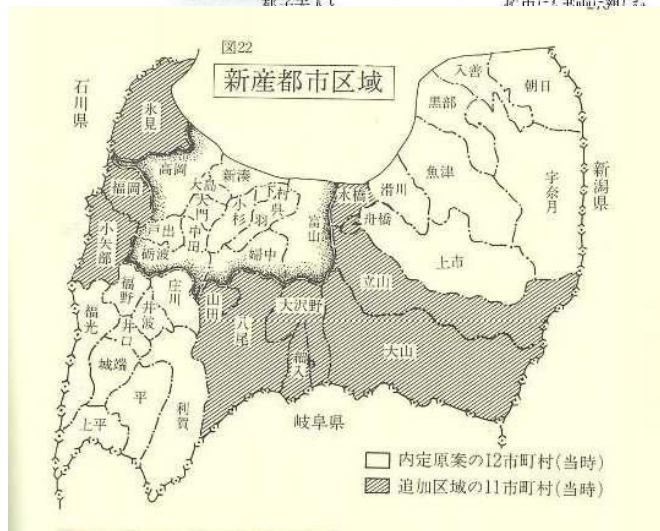 図22
新産都市区域
石川県
新潟県
岐阜県
氷見
福岡
小矢部
高岡
新湊
大島
大門
下村
小杉
呉羽
戸出
中田
砺波
婦中
富山
水橋
舟橋
滑川
魚津
黒部
入善
朝日
宇奈月
上市
立山
大山
大沢野
細入
八尾
山田
庄川
井波
福野
井口
福光
城端
平
上平
利賀
内定原案の12市町村(当時)
追加区域の11市町村(当時)